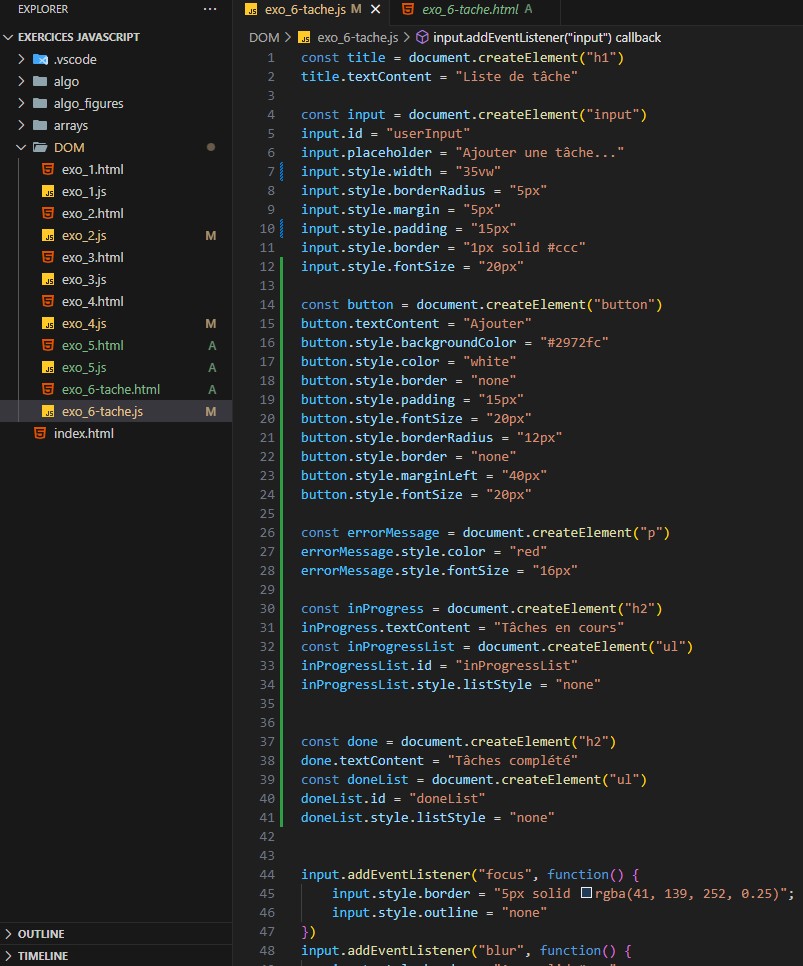 EXPLORER
EXERCICES JAVASCRIPT
.vscode
algo
algo_figures
arrays
DOM
exo_1.html
exo_1.js
exo_2.html
exo_2.js M
exo_3.html
exo_3.js
exo_4.html
exo_4.js M
exo_5.html A
exo_5.js A
exo_6-tache.html A
exo_6-tache.js M
index.html
OUTLINE
TIMELINE
exo_6-tache.js M exo_6-tache.html A
DOM > exo_6-tache.js > input.addEventListener("input") callback
1 const title = document.createElement("h1")
2 title.textContent = "Liste de tâche"
3
4 const input = document.createElement("input")
5 input.id = "userInput"
6 input.placeholder = "Ajouter une tâche..."
7 input.style.width = "35vw"
8 input.style.borderRadius = "5px"
9 input.style.margin = "5px"
10 input.style.padding = "15px"
11 input.style.border = "1px solid #ccc"
12 input.style.fontSize = "20px"
13
14 const button = document.createElement("button")
15 button.textContent = "Ajouter"
16 button.style.backgroundColor = "#2972fc"
17 button.style.color = "white"
18 button.style.border = "none"
19 button.style.padding = "15px"
20 button.style.fontSize = "20px"
21 button.style.borderRadius = "12px"
22 button.style.border = "none"
23 button.style.marginLeft = "40px"
24 button.style.fontSize = "20px"
25
26 const errorMessage = document.createElement("p")
27 errorMessage.style.color = "red"
28 errorMessage.style.fontSize = "16px"
29
30 const inProgress = document.createElement("h2")
31 inProgress.textContent = "Tâches en cours"
32 const inProgressList = document.createElement("ul")
33 inProgressList.id = "inProgressList"
34 inProgressList.style.listStyle = "none"
35
36
37 const done = document.createElement("h2")
38 done.textContent = "Tâches complété"
39 const doneList = document.createElement("ul")
40 doneList.id = "doneList"
41 doneList.style.listStyle = "none"
42
43
44 input.addEventListener("focus", function() {
45 input.style.border = "5px solid rgba(41, 139, 252, 0.25)";
46 input.style.outline = "none"
47 })
48 input.addEventListener("blur", function() {